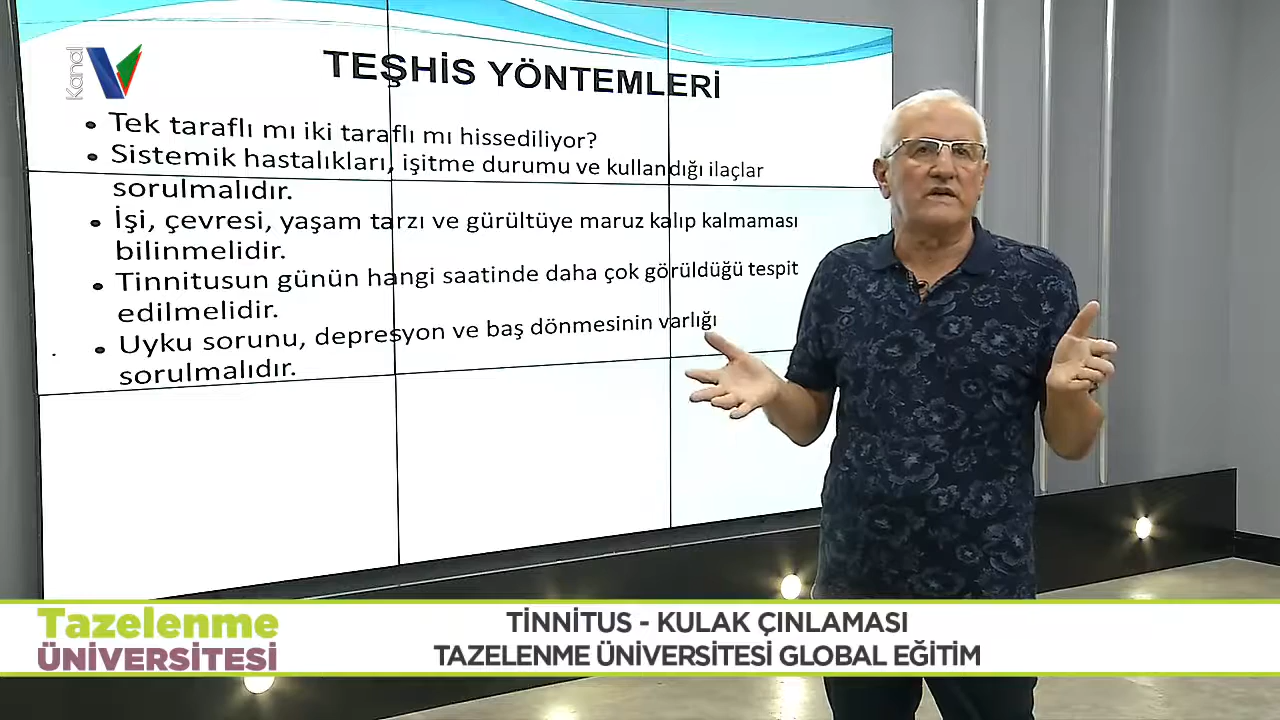 Kanal
V
TEŞHİS YÖNTEMLERİ
• Tek taraflı mı iki taraflı mı hissediliyor?
• Sistemik hastalıkları, işitme durumu ve kullandığı ilaçlar
sorulmalıdır.
• İşi, çevresi, yaşam tarzı ve gürültüye maruz kalıp kalmaması
bilinmelidir.
• Tinnitusun günün hangi saatinde daha çok görüldüğü tespit
edilmelidir.
• Uyku sorunu, depresyon ve baş dönmesinin varlığı
sorulmalıdır.
Tazelenme
ÜNİVERSİTESİ
TİNNİTUS - KULAK ÇINLAMASI
TAZELENME ÜNİVERSİTESİ GLOBAL EĞİTİM